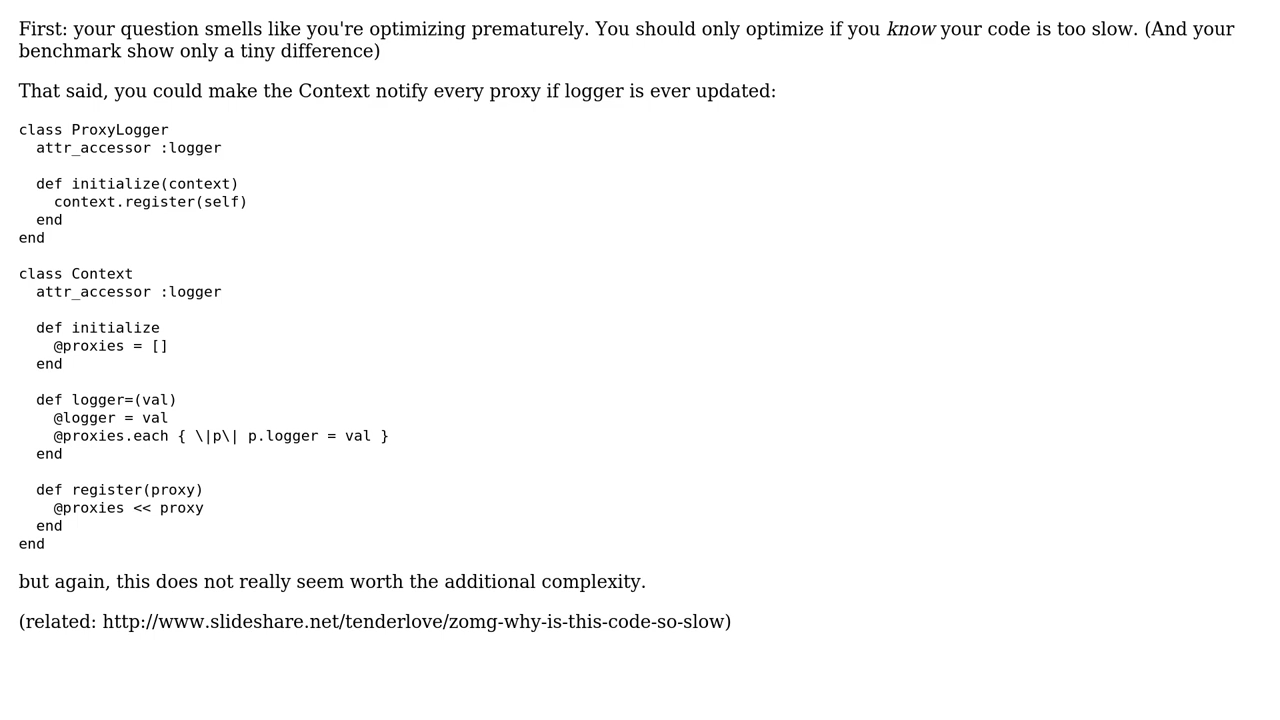 First: your question smells like you're optimizing prematurely. You should only optimize if you know your code is too slow. (And your
benchmark show only a tiny difference)
That said, you could make the Context notify every proxy if logger is ever updated:
class ProxyLogger
  attr_accessor :logger

  def initialize(context)
    context.register(self)
  end
end

class Context
  attr_accessor :logger

  def initialize
    @proxies = []
  end

  def logger=(val)
    @logger = val
    @proxies.each { \|p\| p.logger = val }
  end

  def register(proxy)
    @proxies << proxy
  end
end
but again, this does not really seem worth the additional complexity.
(related: http://www.slideshare.net/tenderlove/zomg-why-is-this-code-so-slow)